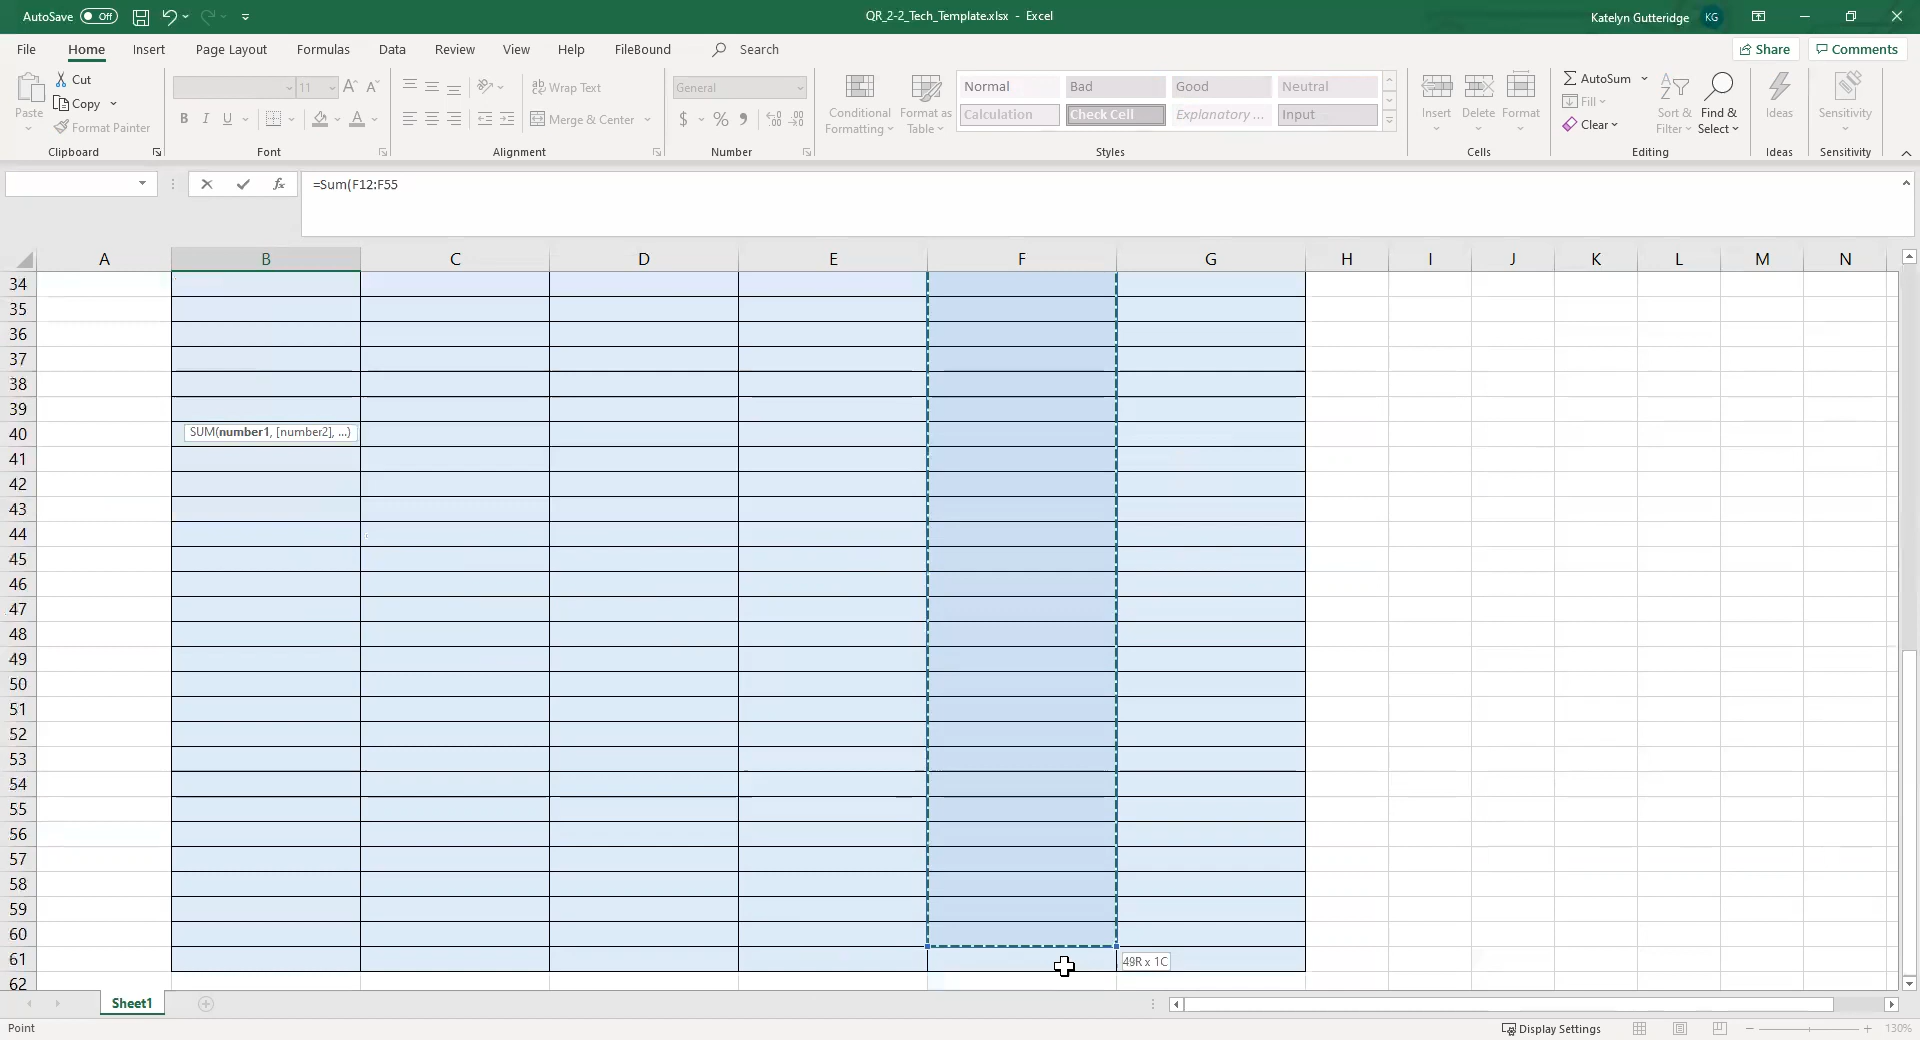 AutoSave Off QR_2-2_Tech_Template.xlsx - Excel Katelyn Gutteridge KG
File Home Insert Page Layout Formulas Data Review View Help FileBound Search Share Comments
Paste Cut Copy Format Painter Clipboard
11 B I U A Font
Wrap Text Merge & Center Alignment
General $ % Number
Conditional Formatting Format as Table
Normal Bad Good Neutral
Calculation Check Cell Explanatory ... Input
Styles
Insert Delete Format Cells
AutoSum Fill Clear Sort & Filter Find & Select Editing
Ideas Ideas
Sensitivity Sensitivity
fx =Sum(F12:F55
A B C D E F G H I J K L M N
34
35
36
37
38
39
40 SUM(number1, [number2], ...)
41
42
43
44
45
46
47
48
49
50
51
52
53
54
55
56
57
58
59
60
61 49R x 1C
62
Sheet1
Point Display Settings 130%